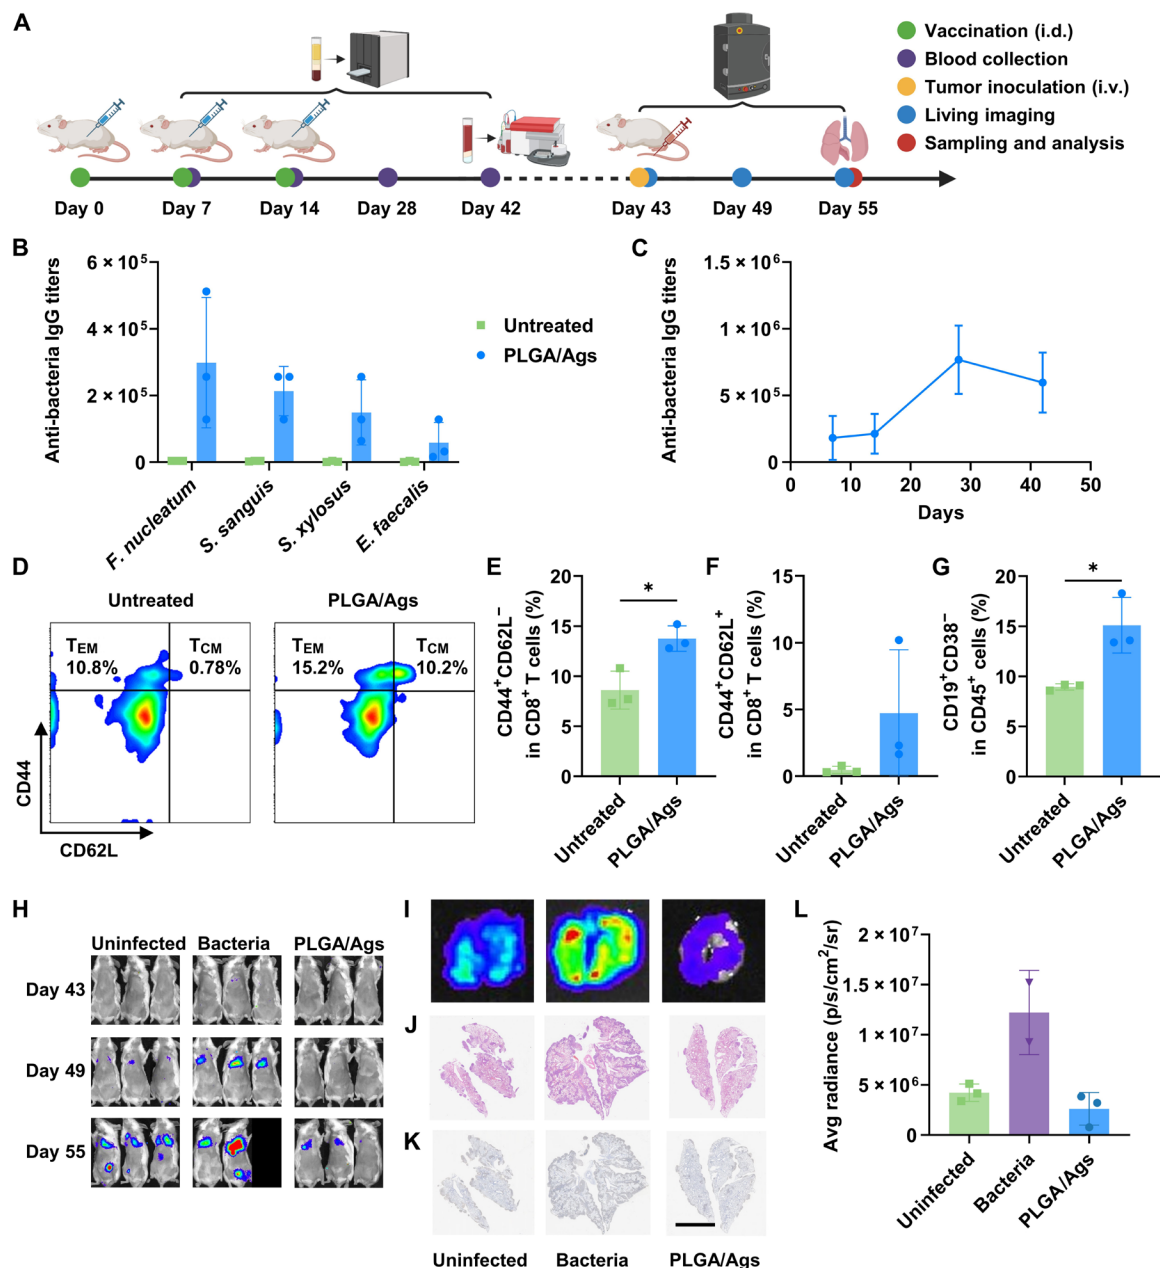 A
Vaccination (i.d.)
Blood collection
Tumor inoculation (i.v.)
Living imaging
Sampling and analysis
Day 0
Day 7
Day 14
Day 28
Day 42
Day 43
Day 49
Day 55
B
Anti-bacteria IgG titers
6 × 10⁵
4 × 10⁵
2 × 10⁵
0
F. nucleatum
S. sanguis
S. xylosus
E. faecalis
Untreated
PLGA/Ags
C
Anti-bacteria IgG titers
1.5 × 10⁶
1 × 10⁶
5 × 10⁵
0
0 10 20 30 40 50
Days
D
Untreated
PLGA/Ags
TEM
10.8%
TCM
0.78%
TEM
15.2%
TCM
10.2%
CD44
CD62L
E
CD44⁺CD62L⁻
in CD8⁺ T cells (%)
20
15
10
5
0
*
Untreated
PLGA/Ags
F
CD44⁺CD62L⁺
in CD8⁺ T cells (%)
15
10
5
0
Untreated
PLGA/Ags
G
CD19⁺CD38⁻
in CD45⁺ cells (%)
20
15
10
5
0
*
Untreated
PLGA/Ags
H
Uninfected
Bacteria
PLGA/Ags
Day 43
Day 49
Day 55
I
J
K
Uninfected
Bacteria
PLGA/Ags
L
Avg radiance (p/s/cm²/sr)
2 × 10⁷
1.5 × 10⁷
1 × 10⁷
5 × 10⁶
0
Uninfected
Bacteria
PLGA/Ags